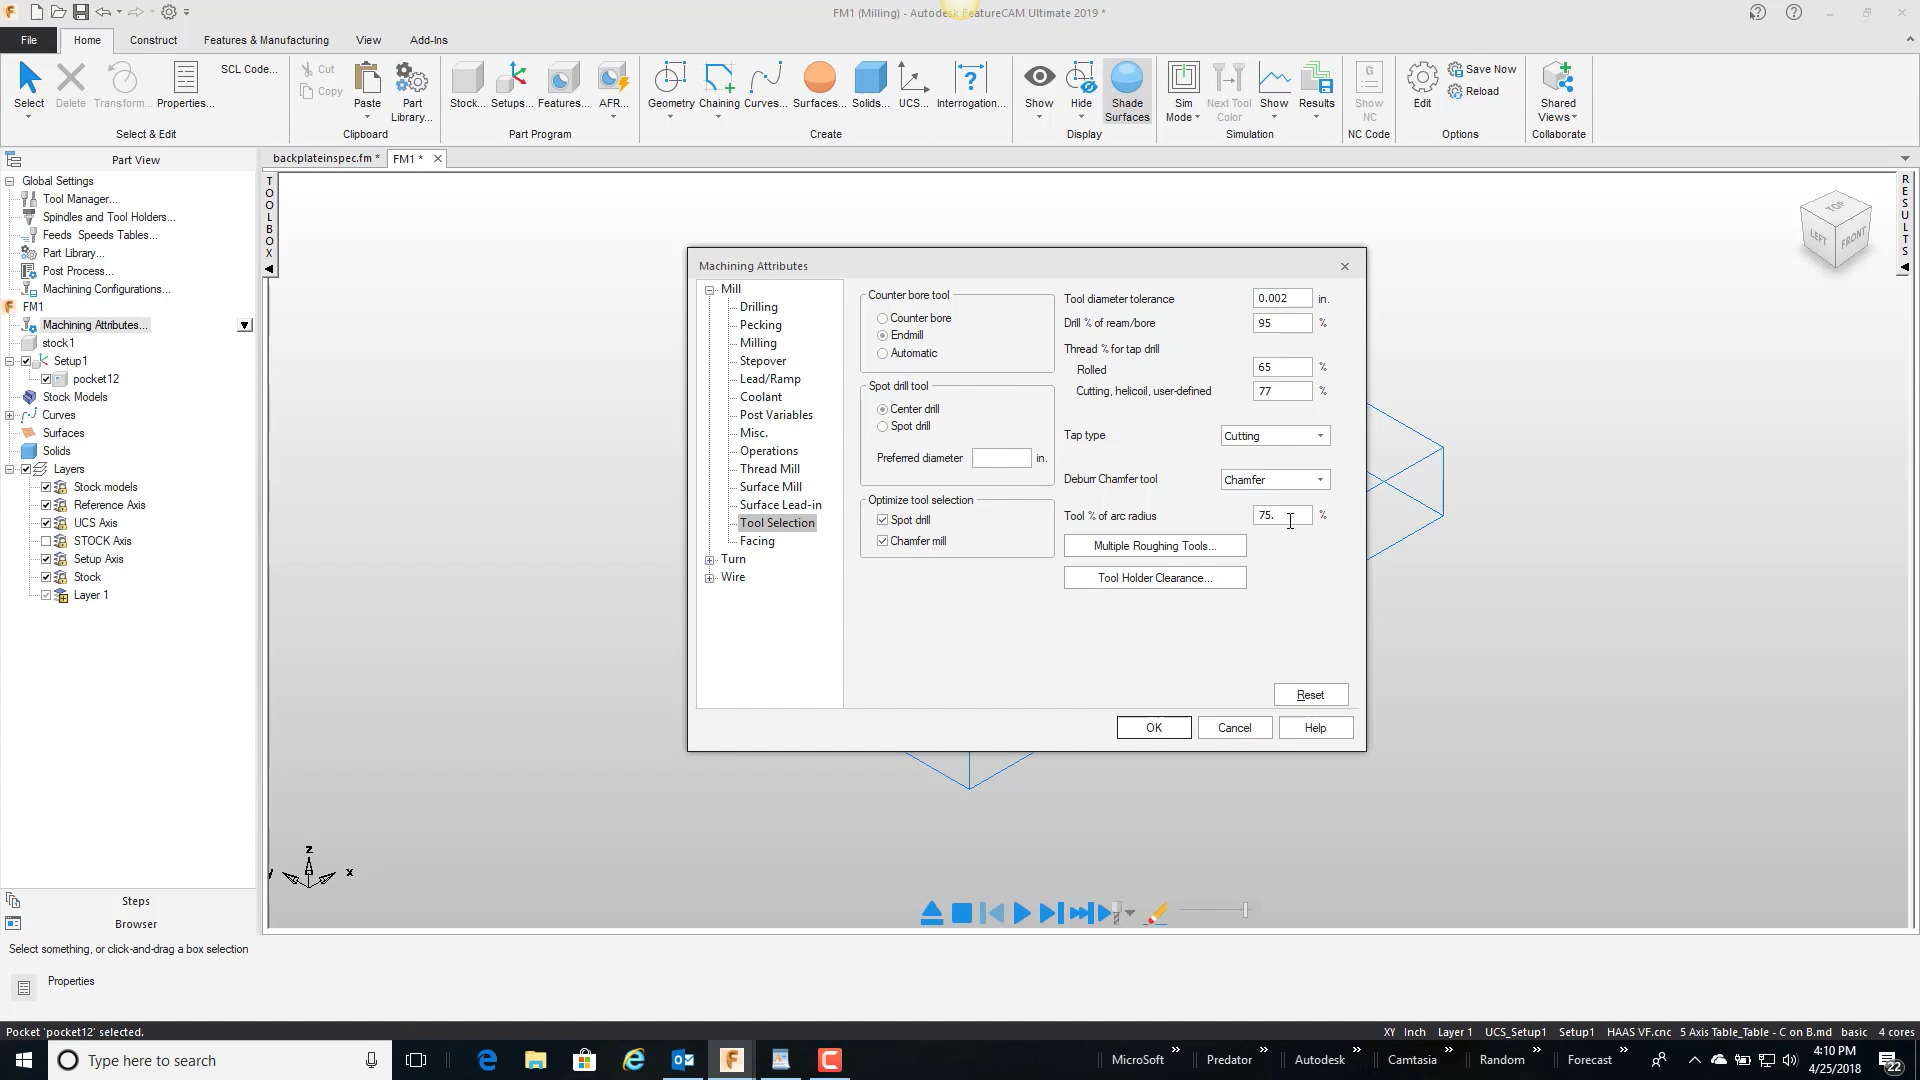 FM1 (Milling) - Autodesk FeatureCAM Ultimate 2019 *
File
Home
Construct
Features & Manufacturing
View
Add-Ins
Select
Delete
Transform...
Properties...
SCL Code...
Cut
Copy
Paste
Part
Library...
Stock...
Setups...
Features...
AFR...
Geometry
Chaining
Curves...
Surfaces...
Solids...
UCS...
Interrogation...
Show
Hide
Shade
Surfaces
Sim
Mode
Next Tool
Color
Show
Results
Show
NC
Edit
Save Now
Reload
Shared
Views
Select & Edit
Clipboard
Part Program
Create
Display
Simulation
NC Code
Options
Collaborate
Part View
backplateinspec.fm *
FM1 *
Global Settings
Tool Manager...
Spindles and Tool Holders...
Feeds Speeds Tables...
Part Library...
Post Process...
Machining Configurations...
FM1
Machining Attributes...
stock1
Setup1
pocket12
Stock Models
Curves
Surfaces
Solids
Layers
Stock models
Reference Axis
UCS Axis
STOCK Axis
Setup Axis
Stock
Layer 1
Steps
Browser
TOOLBOX
RESULTS
TOP
LEFT
FRONT
Machining Attributes
Mill
Drilling
Pecking
Milling
Stepover
Lead/Ramp
Coolant
Post Variables
Misc.
Operations
Thread Mill
Surface Mill
Surface Lead-in
Tool Selection
Facing
Turn
Wire
Counter bore tool
Counter bore
Endmill
Automatic
Spot drill tool
Center drill
Spot drill
Preferred diameter in.
Optimize tool selection
Spot drill
Chamfer mill
Tool diameter tolerance 0.002 in.
Drill % of ream/bore 95 %
Thread % for tap drill
Rolled 65 %
Cutting, helicoil, user-defined 77 %
Tap type Cutting
Deburr Chamfer tool Chamfer
Tool % of arc radius 75. %
Multiple Roughing Tools...
Tool Holder Clearance...
Reset
OK
Cancel
Help
z
x
Select something, or click-and-drag a box selection
Properties
Pocket 'pocket12' selected.
XY Inch Layer 1 UCS_Setup1 Setup1 HAAS VF.cnc 5 Axis Table_Table - C on B.md basic 4 cores
Type here to search
MicroSoft
Predator
Autodesk
Camtasia
Random
Forecast
4:10 PM
4/25/2018
22